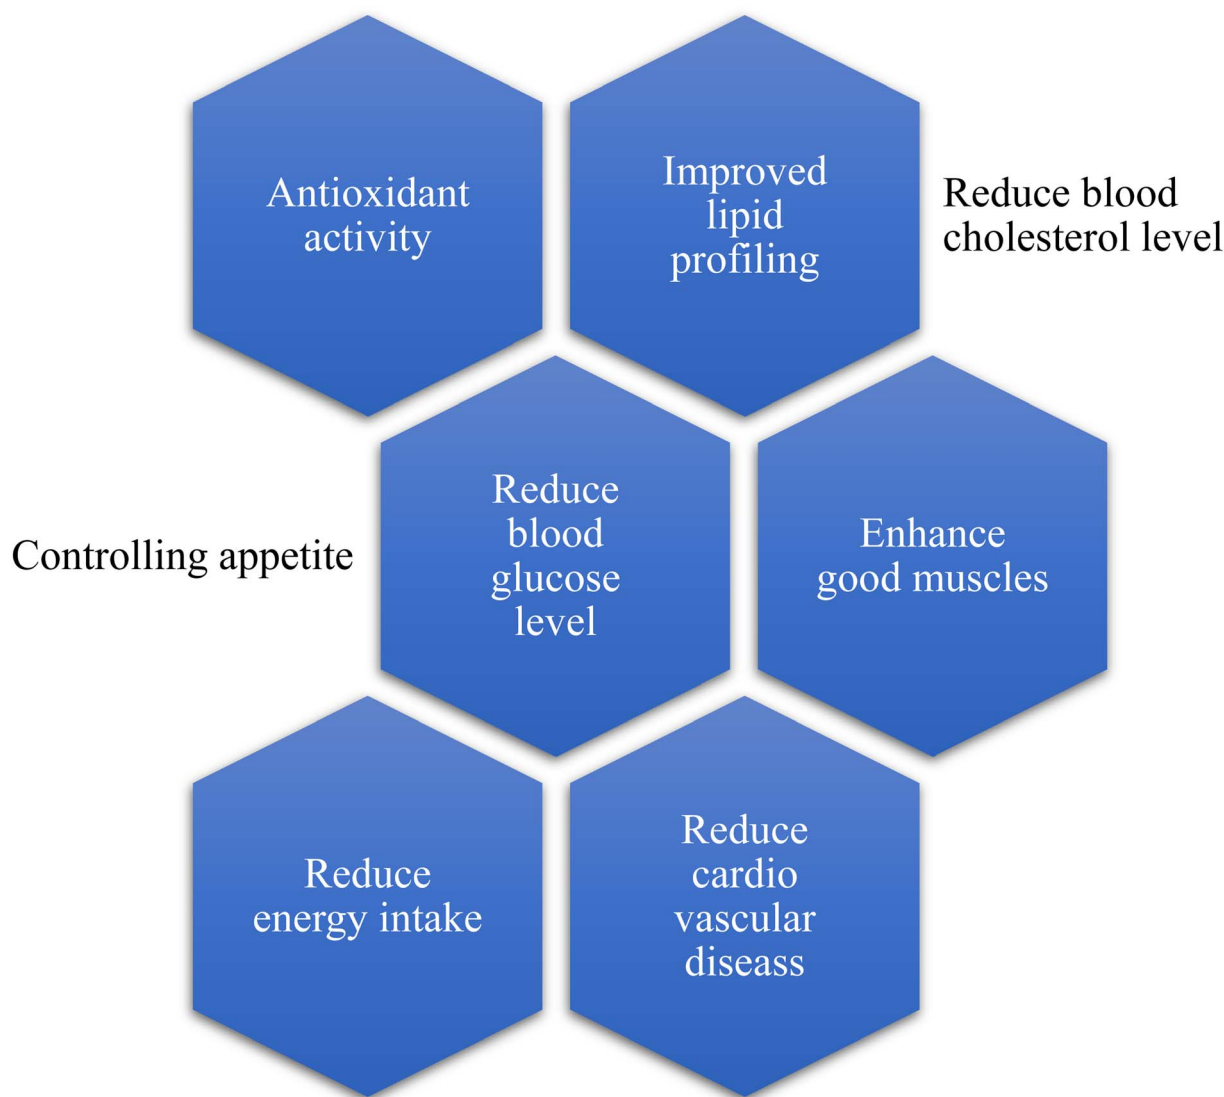 Antioxidant
activity
Improved
lipid
profiling
Reduce blood
cholesterol level
Controlling appetite
Reduce
blood
glucose
level
Enhance
good muscles
Reduce
energy intake
Reduce
cardio
vascular
diseass